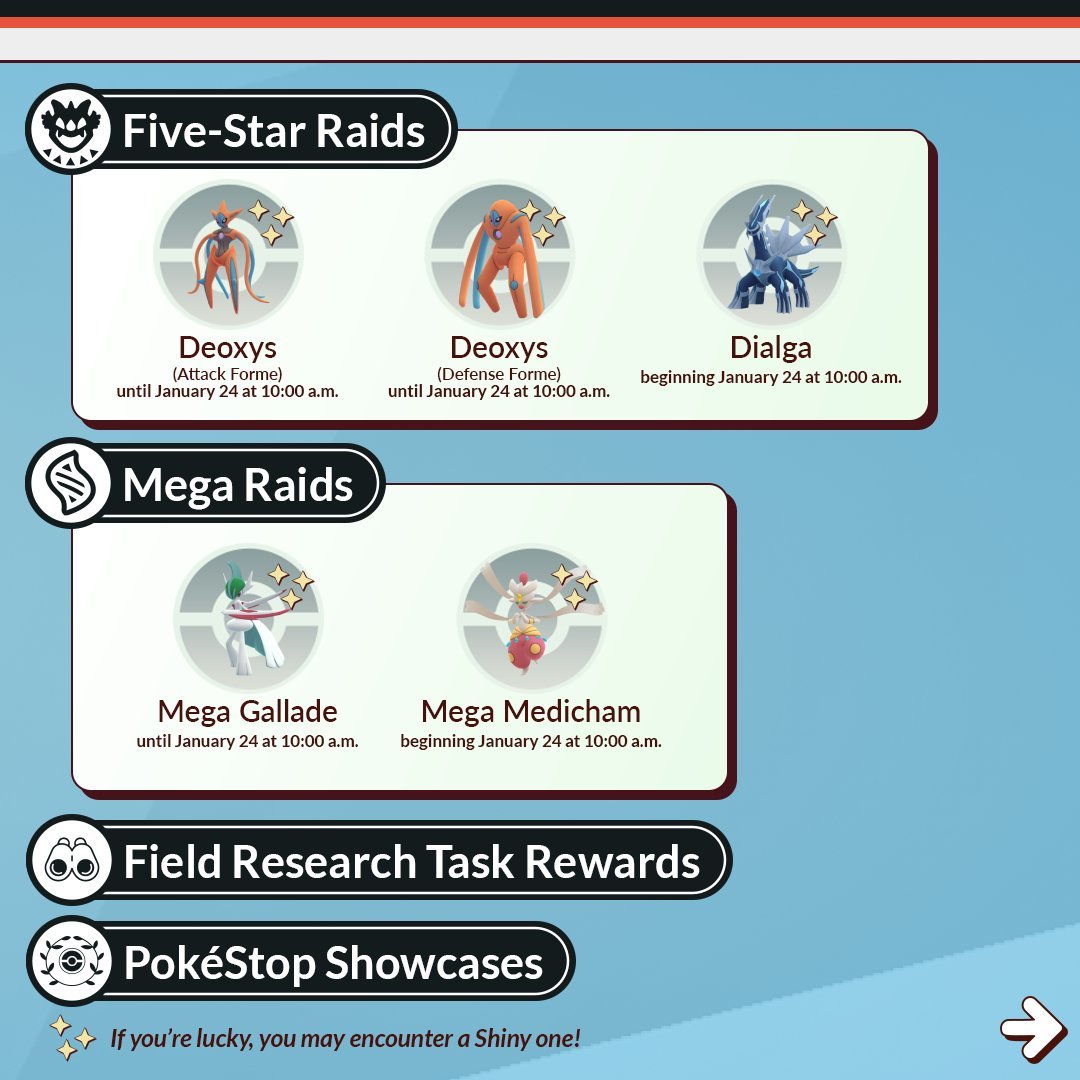 Five-Star Raids
Deoxys
(Attack Forme)
until January 24 at 10:00 a.m.
Deoxys
(Defense Forme)
until January 24 at 10:00 a.m.
Dialga
beginning January 24 at 10:00 a.m.
Mega Raids
Mega Gallade
until January 24 at 10:00 a.m.
Mega Medicham
beginning January 24 at 10:00 a.m.
Field Research Task Rewards
PokéStop Showcases
If you’re lucky, you may encounter a Shiny one!